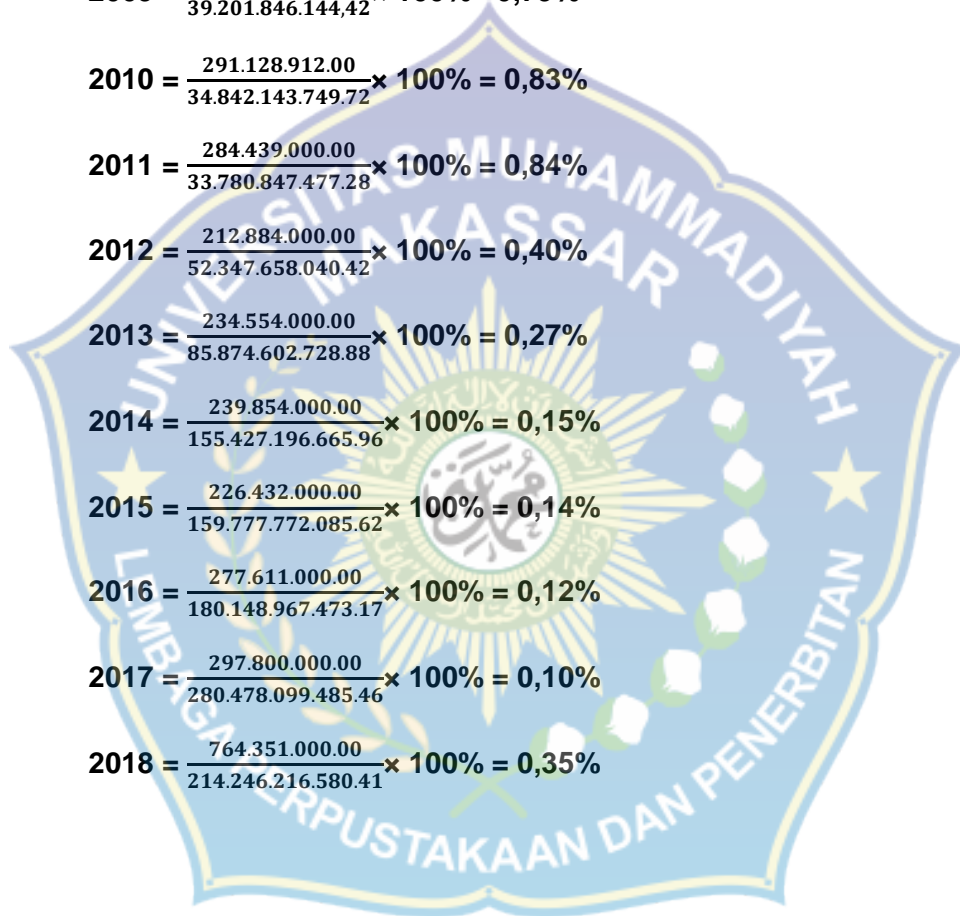 39.201.846.144,42
2010 = 291.128.912.00 / 34.842.143.749.72 × 100% = 0,83%
2011 = 284.439.000.00 / 33.780.847.477.28 × 100% = 0,84%
2012 = 212.884.000.00 / 52.347.658.040.42 × 100% = 0,40%
2013 = 234.554.000.00 / 85.874.602.728.88 × 100% = 0,27%
2014 = 239.854.000.00 / 155.427.196.665.96 × 100% = 0,15%
2015 = 226.432.000.00 / 159.777.772.085.62 × 100% = 0,14%
2016 = 277.611.000.00 / 180.148.967.473.17 × 100% = 0,12%
2017 = 297.800.000.00 / 280.478.099.485.46 × 100% = 0,10%
2018 = 764.351.000.00 / 214.246.216.580.41 × 100% = 0,35%
UNIVERSITAS MUHAMMADIYAH
MAKASSAR
LEMBAGA PERPUSTAKAAN DAN PENERBITAN